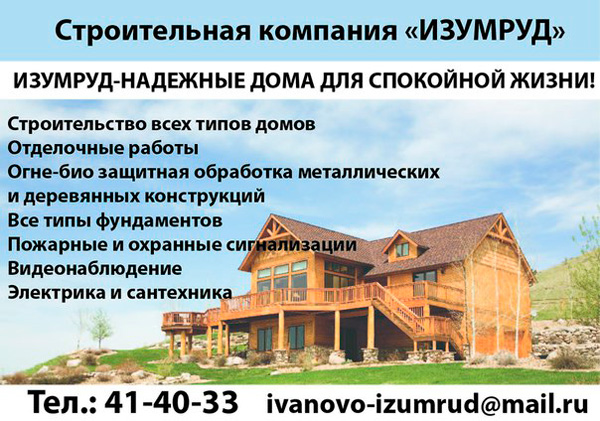 Строительная компания «ИЗУМРУД»
ИЗУМРУД-НАДЕЖНЫЕ ДОМА ДЛЯ СПОКОЙНОЙ ЖИЗНИ!
Строительство всех типов домов
Отделочные работы
Огне-био защитная обработка металлических
и деревянных конструкций
Все типы фундаментов
Пожарные и охранные сигнализации
Видеонаблюдение
Электрика и сантехника
Тел.: 41-40-33 ivanovo-izumrud@mail.ru